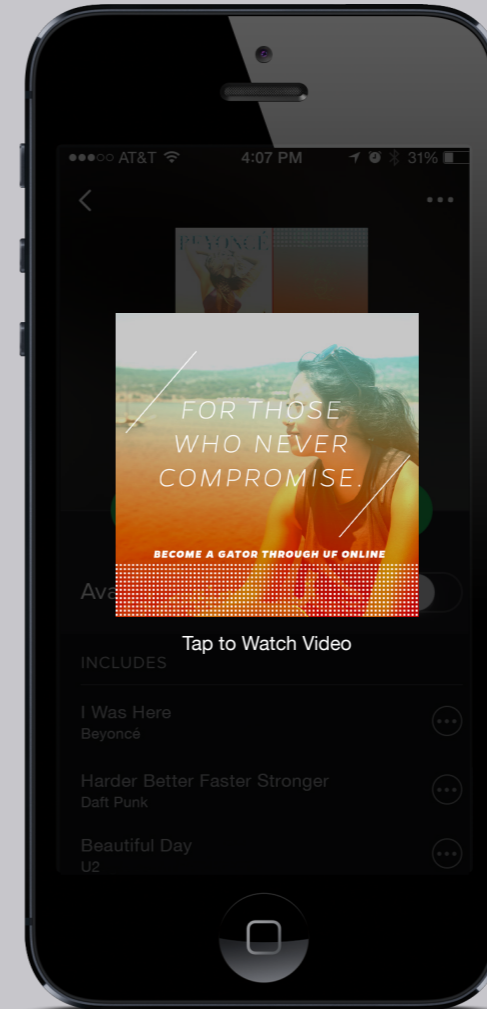 AT&T 4:07 PM 31%
BEYONCÉ
FOR THOSE
WHO NEVER
COMPROMISE.
BECOME A GATOR THROUGH UF ONLINE
Ava
Tap to Watch Video
INCLUDES
I Was Here
Beyoncé
Harder Better Faster Stronger
Daft Punk
Beautiful Day
U2